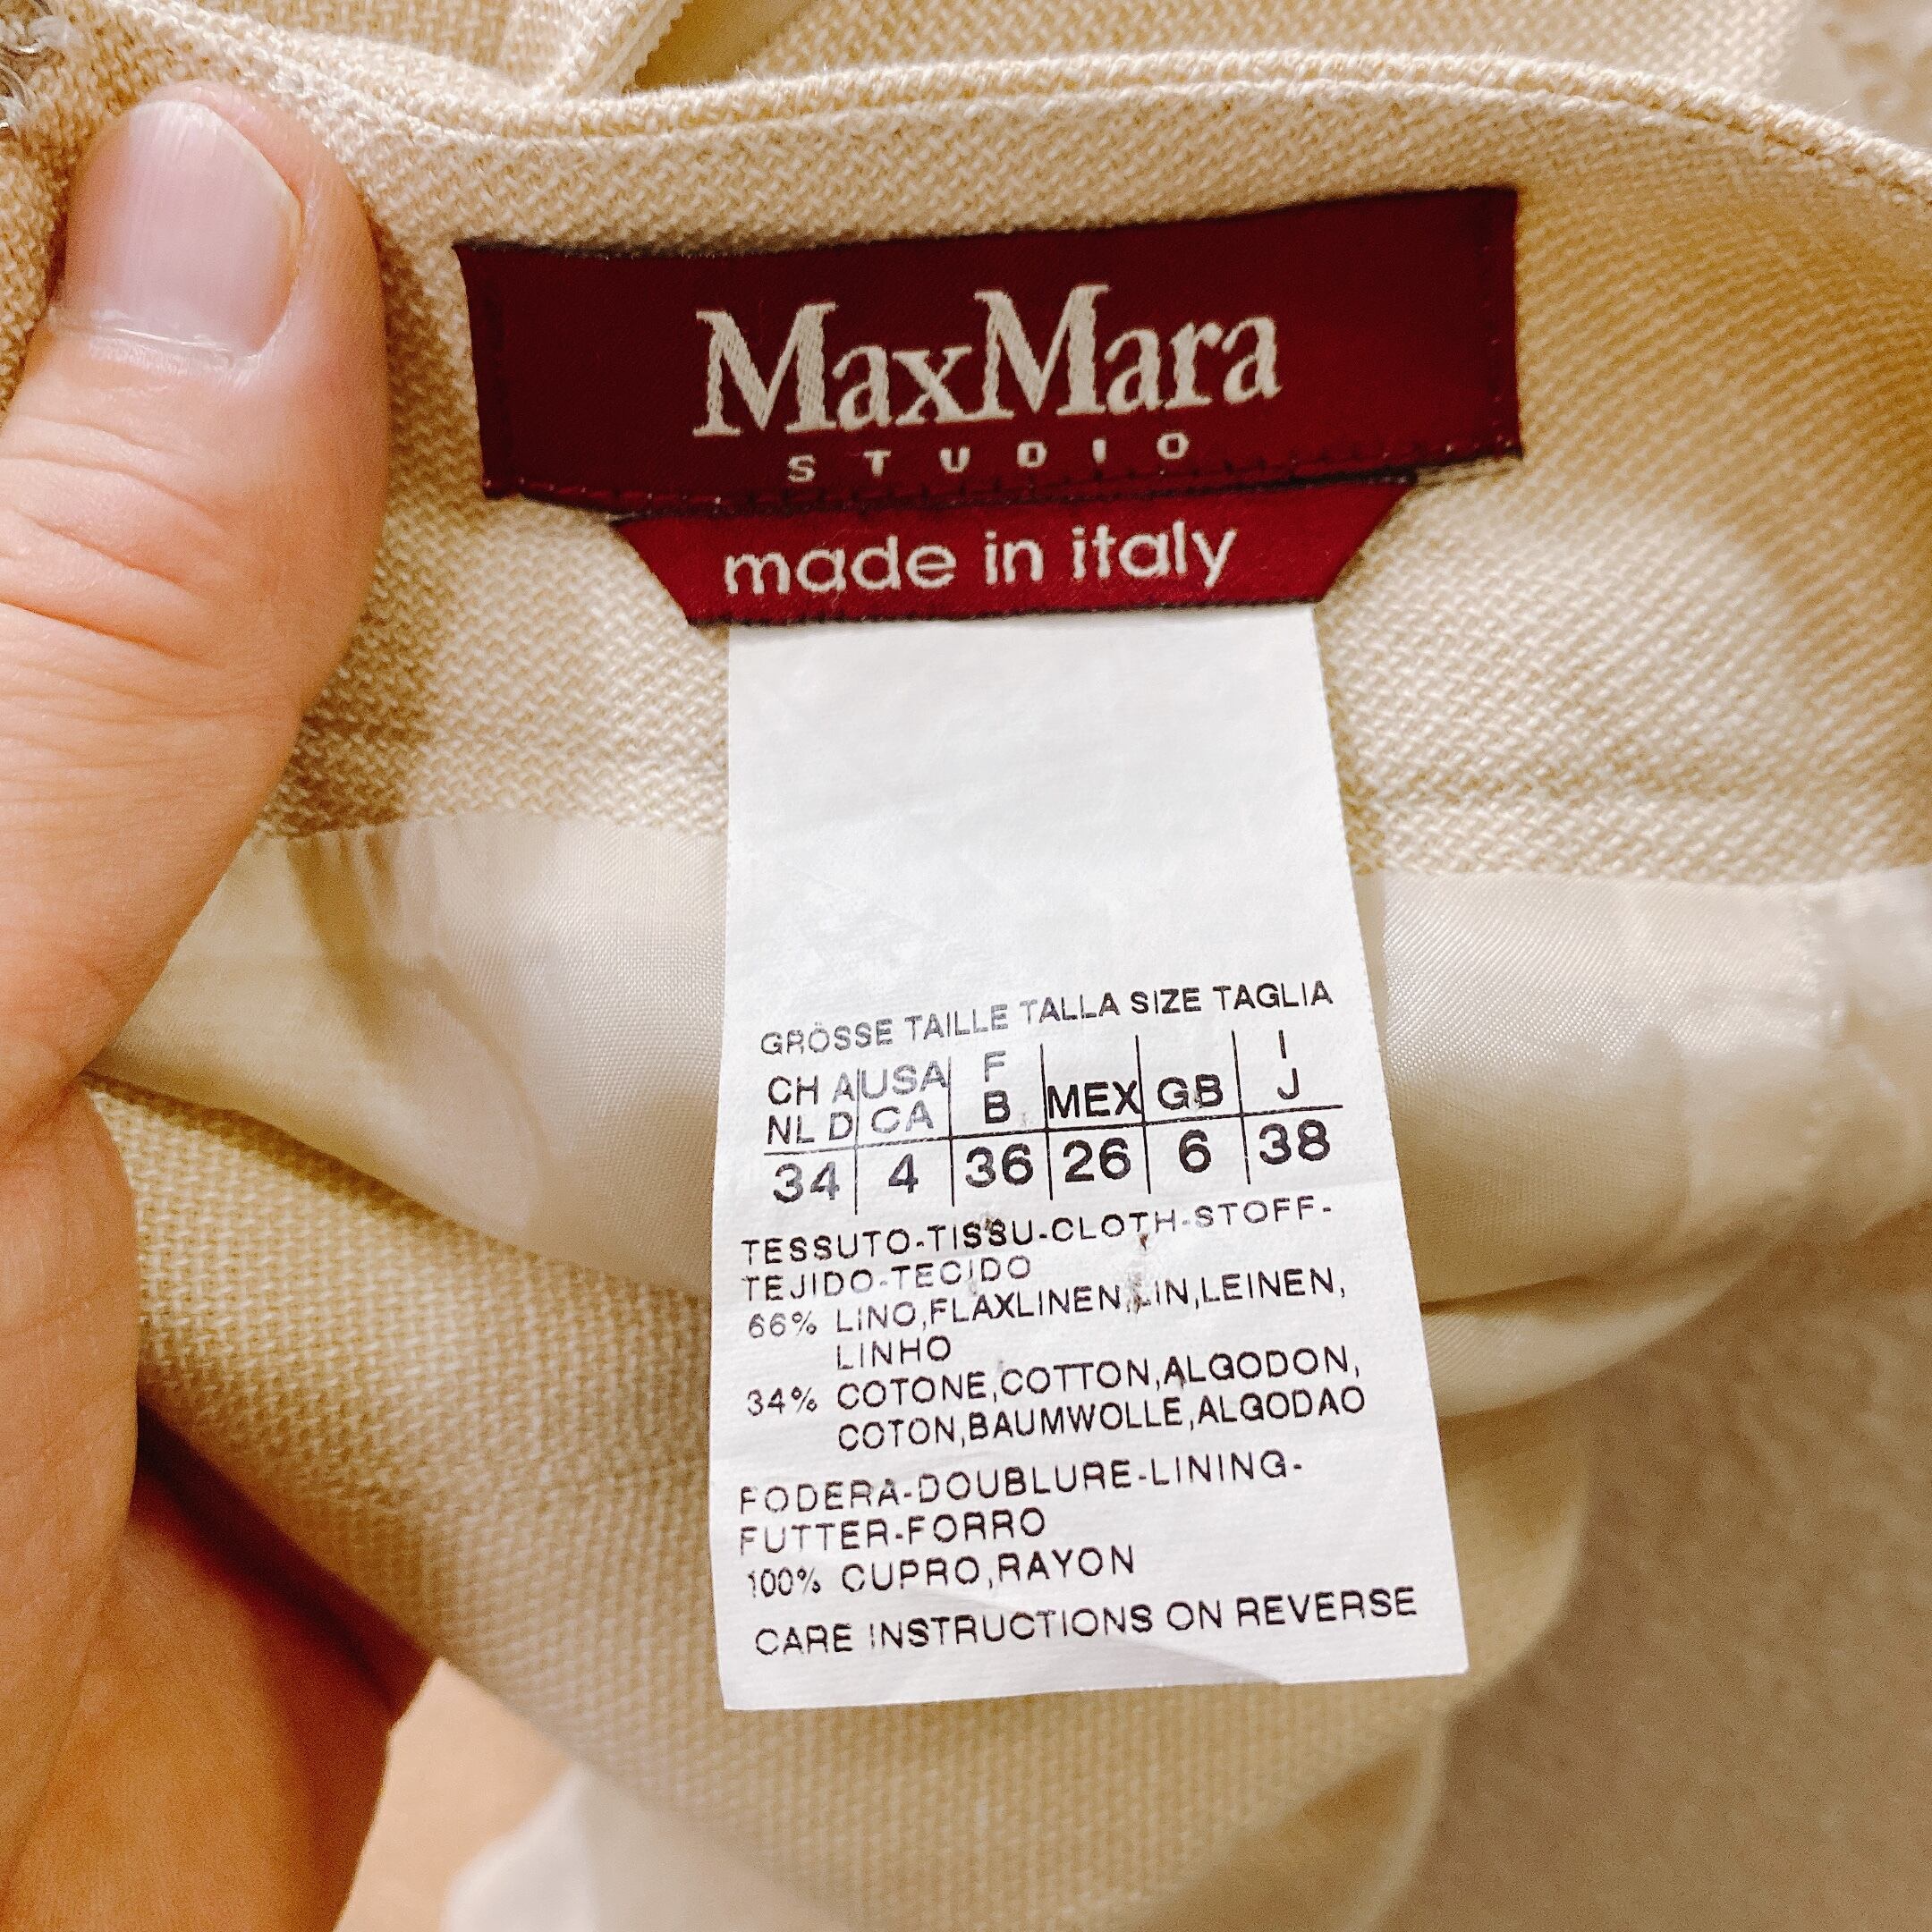 MaxMara
STUDIO
made in italy
GRÖSSE TAILLE TALLA SIZE TAGLIA
CH A USA F MEX GB I
NL D CA B J
34 4 36 26 6 38
TESSUTO-TISSU-CLOTH-STOFF-
TEJIDO-TECIDO
66% LINO,FLAXLINEN,LIN,LEINEN,
LINHO
34% COTONE,COTTON,ALGODON,
COTON,BAUMWOLLE,ALGODAO
FODERA-DOUBLURE-LINING-
FUTTER-FORRO
100% CUPRO,RAYON
CARE INSTRUCTIONS ON REVERSE